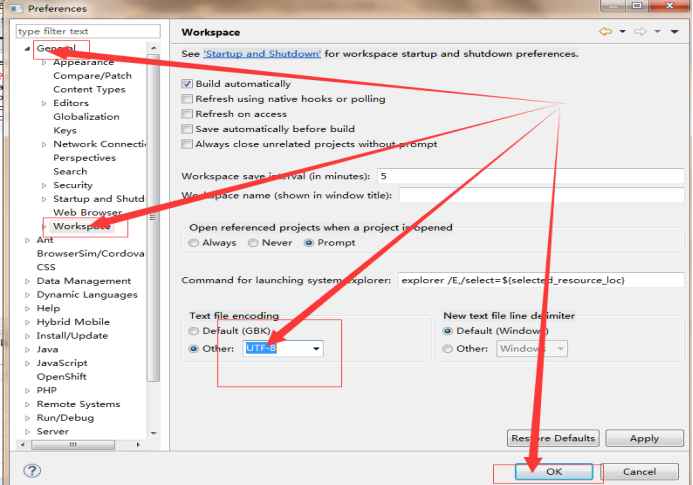 Preferences
type filter text
General
Appearance
Compare/Patch
Content Types
Editors
Globalization
Keys
Network Connecti
Perspectives
Search
Security
Startup and Shutd
Web Browser
Workspace
Ant
BrowserSim/Cordova
CSS
Data Management
Dynamic Languages
Help
Hybrid Mobile
Install/Update
Java
JavaScript
OpenShift
PHP
Remote Systems
Run/Debug
Server
Workspace
See 'Startup and Shutdown' for workspace startup and shutdown preferences.
Build automatically
Refresh using native hooks or polling
Refresh on access
Save automatically before build
Always close unrelated projects without prompt
Workspace save interval (in minutes): 5
Workspace name (shown in window title):
Open referenced projects when a project is opened
Always Never Prompt
Command for launching system explorer: explorer /E,/select=${selected_resource_loc}
Text file encoding
Default (GBK)
Other: UTF-8
New text file line delimiter
Default (Windows)
Other: Windows
Restore Defaults Apply
OK Cancel